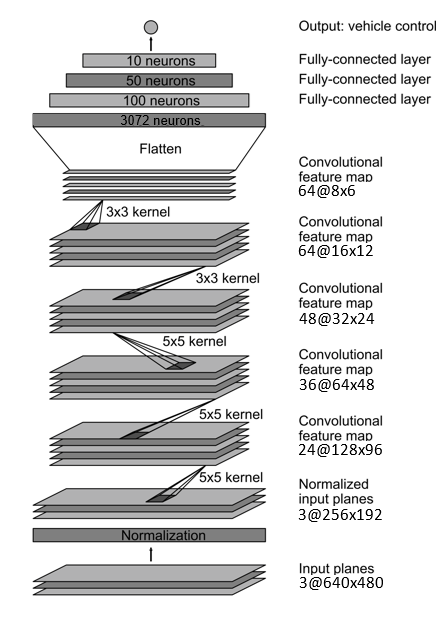 Output: vehicle control
10 neurons
Fully-connected layer
50 neurons
Fully-connected layer
100 neurons
Fully-connected layer
3072 neurons
Flatten
Convolutional
feature map
64@8x6
3x3 kernel
Convolutional
feature map
64@16x12
3x3 kernel
Convolutional
feature map
48@32x24
5x5 kernel
Convolutional
feature map
36@64x48
5x5 kernel
Convolutional
feature map
24@128x96
5x5 kernel
Normalized
input planes
3@256x192
Normalization
Input planes
3@640x480